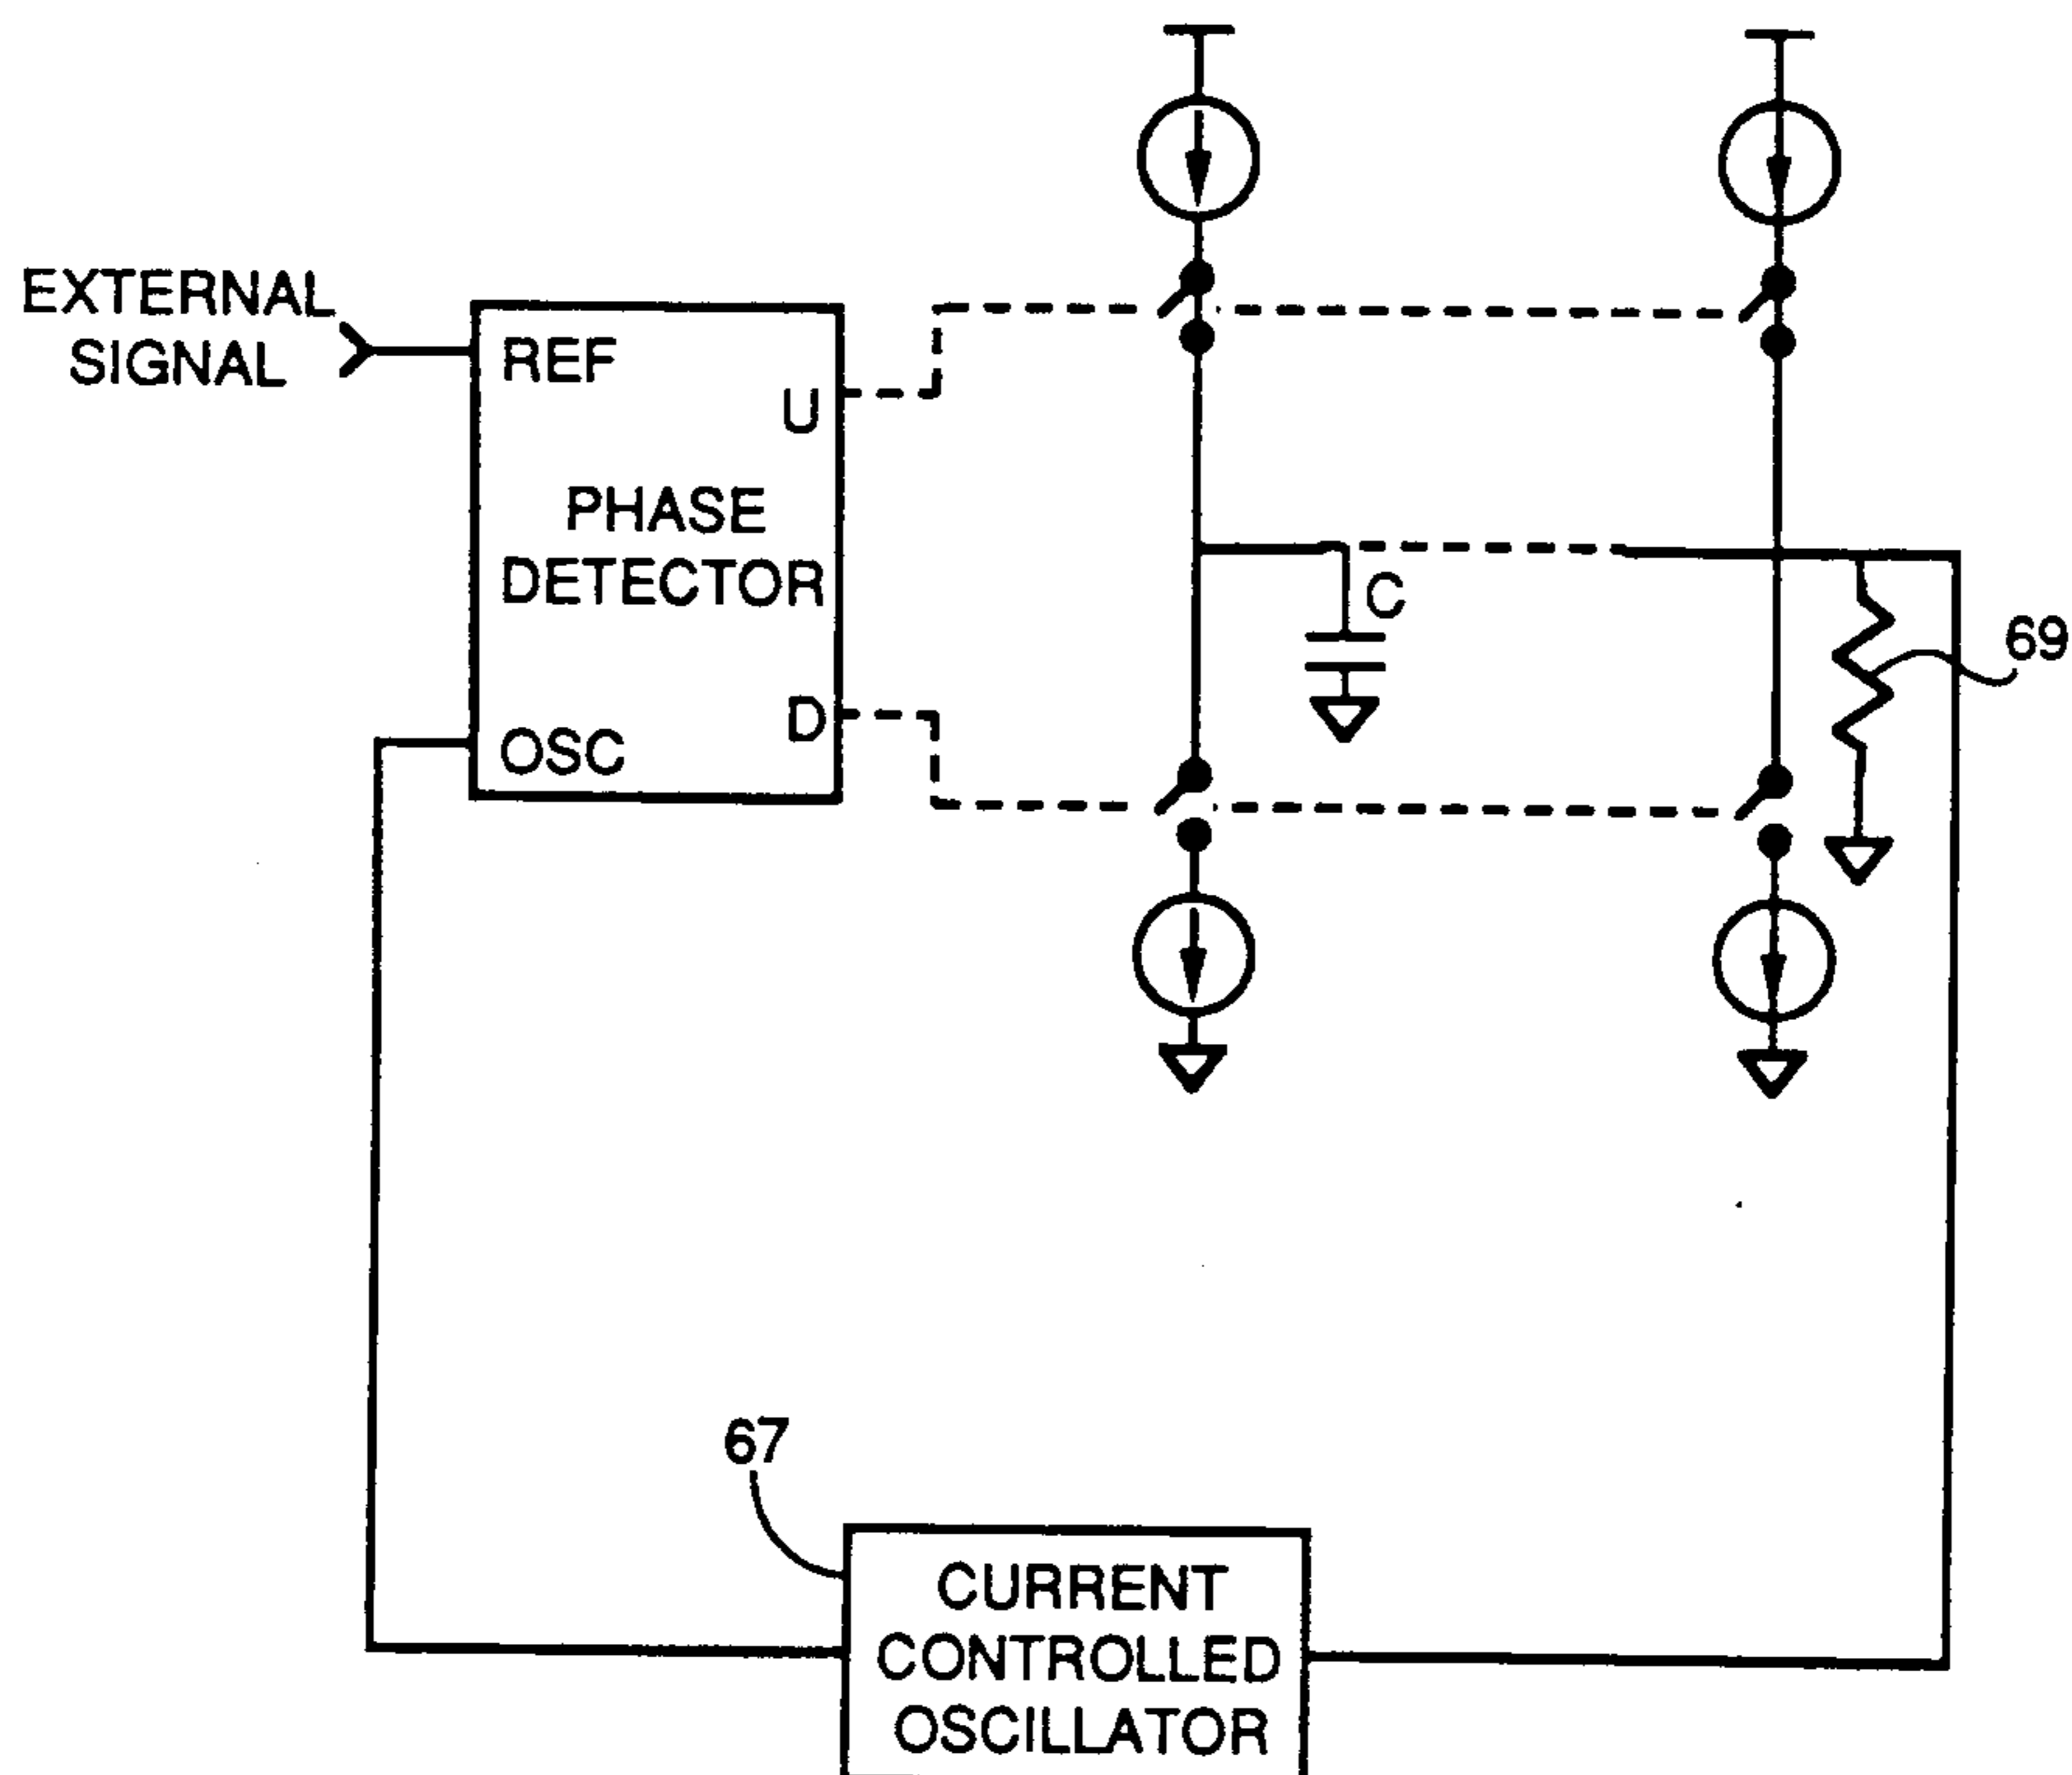 EXTERNAL
SIGNAL
REF
U
PHASE
DETECTOR
D
OSC
C
69
67
CURRENT
CONTROLLED
OSCILLATOR